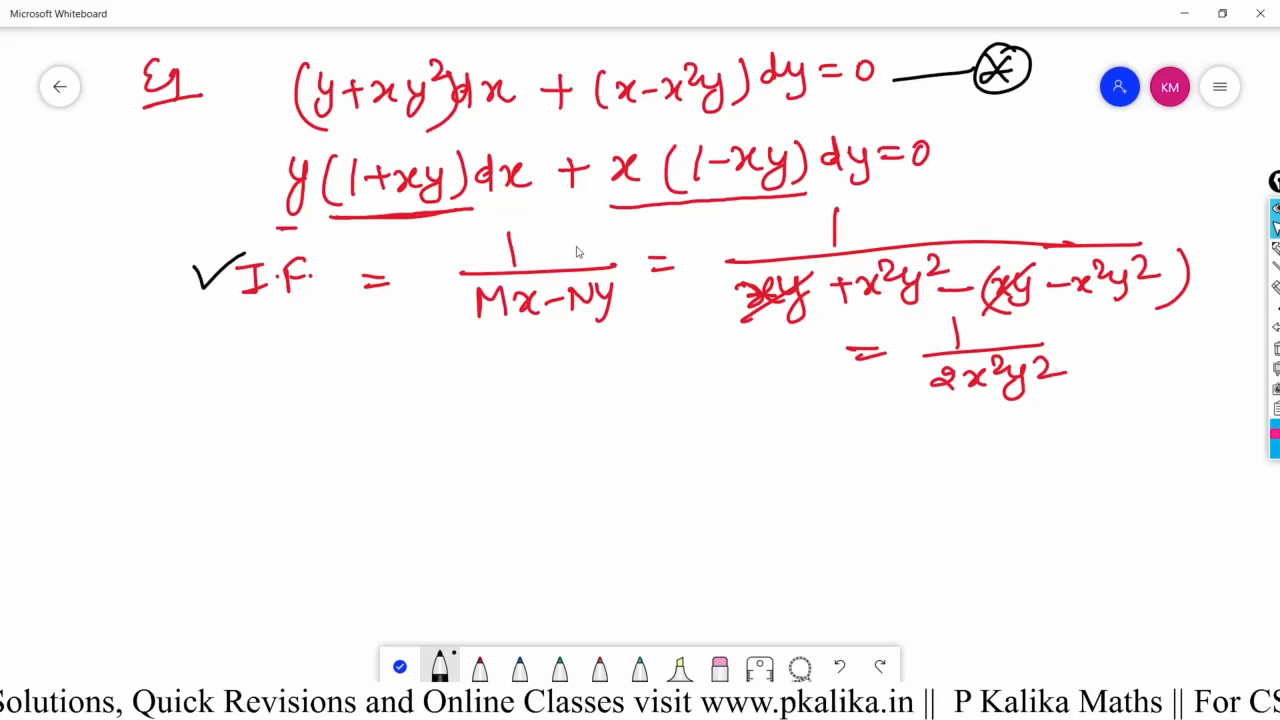 Microsoft Whiteboard
Eg (y+xy²)dx + (x-x²y)dy=0 —— ⊛
KM
y(1+xy)dx + x(1-xy)dy=0
✓ I.F. = 1/(Mx-Ny) = 1/(xy+x²y²-(xy-x²y²))
= 1/(2x²y²)
Solutions, Quick Revisions and Online Classes visit www.pkalika.in || P Kalika Maths || For CS